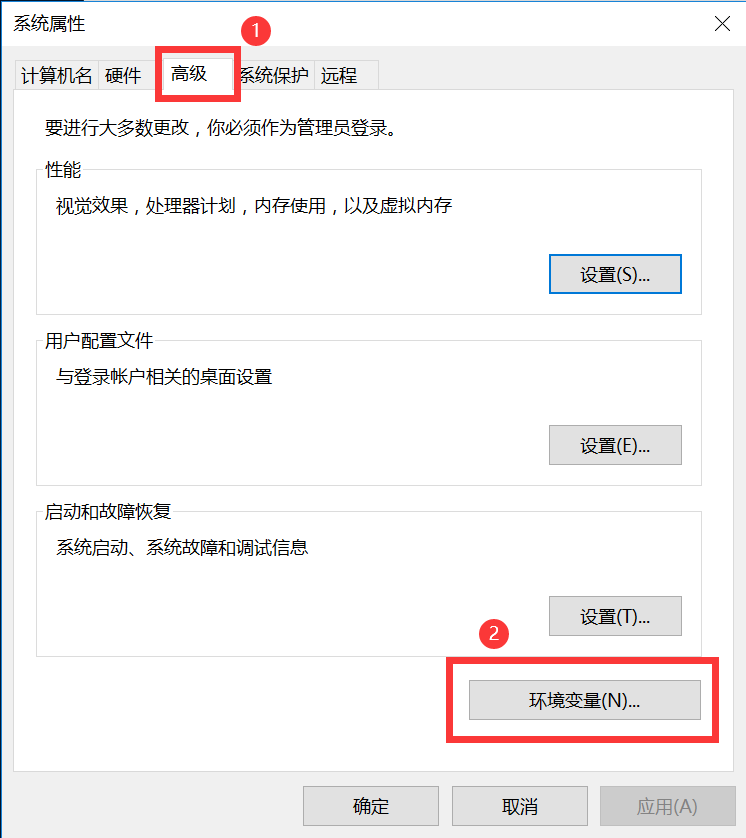 系统属性
1
计算机名 硬件 高级 系统保护 远程
要进行大多数更改，你必须作为管理员登录。
性能
视觉效果，处理器计划，内存使用，以及虚拟内存
设置(S)...
用户配置文件
与登录帐户相关的桌面设置
设置(E)...
启动和故障恢复
系统启动、系统故障和调试信息
设置(T)...
2
环境变量(N)...
确定 取消 应用(A)